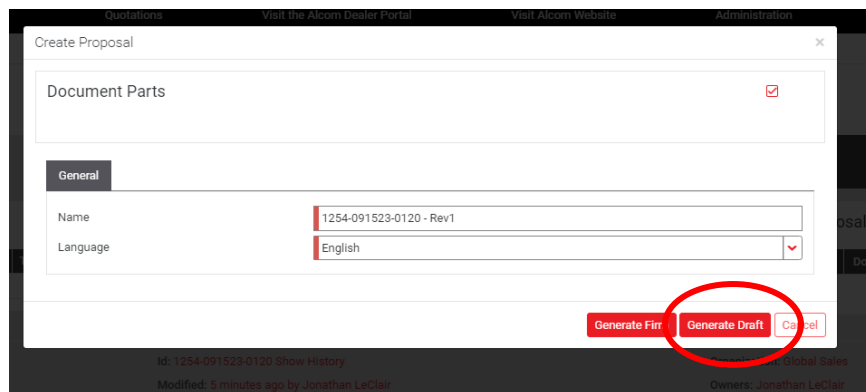 Quotations Visit the Alcom Dealer Portal Visit Alcom Website Administration
Create Proposal ×
Document Parts
General
Name 1254-091523-0120 - Rev1
Language English
Generate Generate Draft
Id: 1254-091523-0120 Show History Global Sales
Modified: 5 minutes ago by Jonathan LeClair Owners: Jonathan LeClair